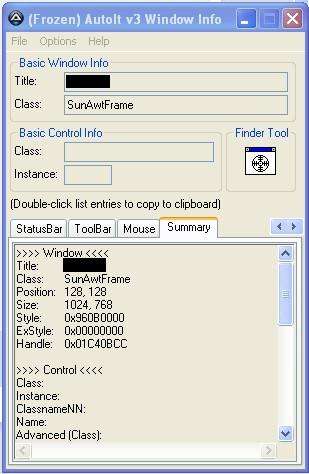 (Frozen) AutoIt v3 Window Info
File Options Help
Basic Window Info
Title:
Class: SunAwtFrame
Basic Control Info Finder Tool
Class:
Instance:
(Double-click list entries to copy to clipboard)
StatusBar ToolBar Mouse Summary
>>>> Window <<<<
Title:
Class: SunAwtFrame
Position: 128, 128
Size: 1024, 768
Style: 0x960B0000
ExStyle: 0x00000000
Handle: 0x01C40BCC
>>>> Control <<<<
Class:
Instance:
ClassnameNN:
Name:
Advanced (Class):